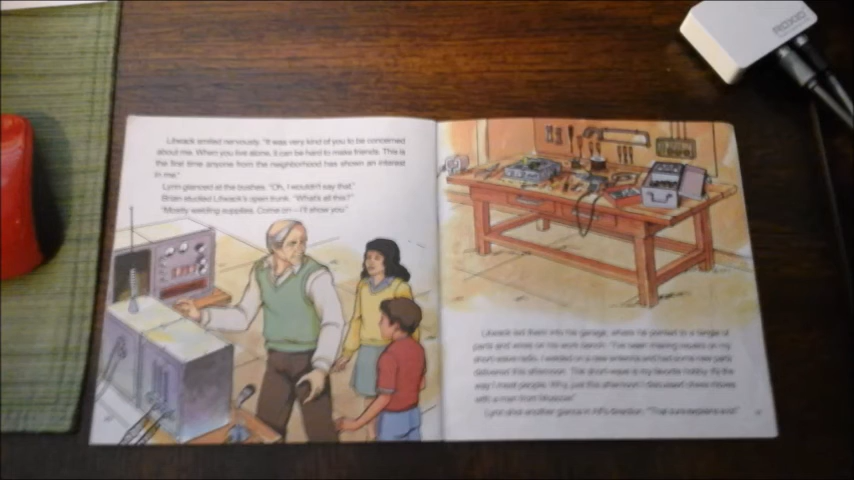 Litwack smiled nervously. "It was very kind of you to be concerned
about me. When you live alone, it can be hard to make friends. This is
the first time anyone from the neighborhood has shown an interest
in me."
Lynn glanced at the bushes. "Oh, I wouldn't say that."
Brian studied Litwack's open trunk. "What's all this?"
"Mostly welding supplies. Come on—I'll show you."
Litwack led them into his garage, where he pointed to a tangle of
parts and wires on his work bench. "I've been making repairs on my
short-wave radio. I welded on a new antenna and had some new parts
delivered this afternoon. The short-wave is my favorite hobby. It's the
way I meet people. Why, just this afternoon I discussed chess moves
with a man from Moscow."
Lynn shot another glance in direction. "That sure explains a lot."
ROKID